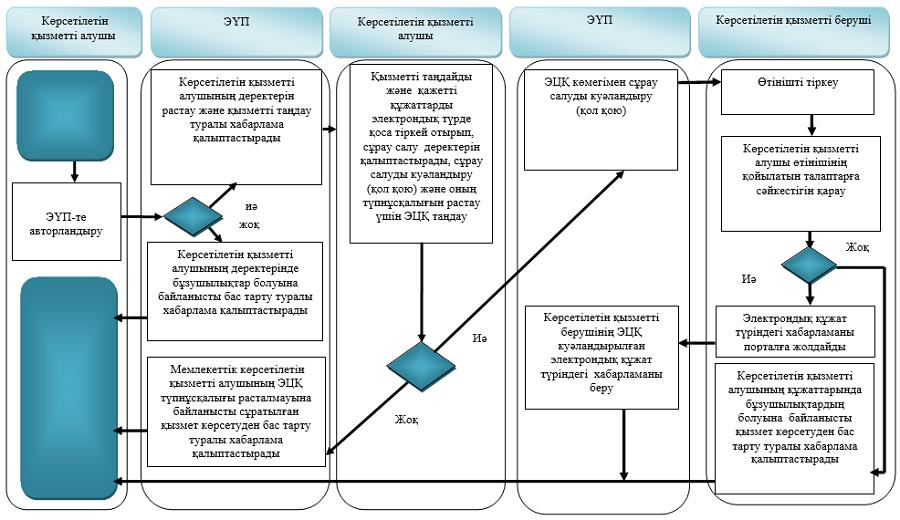 Көрсетілетін
қызметті алушы
ЭҮП
Көрсетілетін қызметті
алушы
ЭҮП
Көрсетілетін қызметті беруші
ЭҮП-те
авторландыру
Көрсетілетін қызметті
алушының деректерін
растау және қызметті таңдау
туралы хабарлама
қалыптастырады
иә
жоқ
Көрсетілетін қызметті
алушының деректерінде
бұзушылықтар болуына
байланысты бас тарту туралы
хабарлама қалыптастырады
Мемлекеттік көрсетілетін
қызметті алушының ЭЦҚ
түпнұсқалығы расталмауына
байланысты сұратылған
қызмет көрсетуден бас тарту
туралы хабарлама
қалыптастырады
Қызметті таңдайды
және қажетті
құжаттарды
электрондық түрде
қоса тіркей отырып,
сұрау салу деректерін
қалыптастырады, сұрау
салуды куәландыру
(қол қою) және оның
түпнұсқалығын растау
үшін ЭЦҚ таңдау
Иә
Жоқ
ЭЦҚ көмегімен сұрау
салуды куәландыру
(қол қою)
Көрсетілетін қызметті
берушінің ЭЦҚ
куәландырылған
электрондық құжат
түріндегі хабарламаны
беру
Өтінішті тіркеу
Көрсетілетін қызметті
алушы өтінішінің
қойылатын талаптарға
сәйкестігін қарау
Жоқ
Иә
Электрондық құжат
түріндегі хабарламаны
порталға жолдайды
Көрсетілетін қызметті
алушының құжаттарында
бұзушылықтардың
болуына байланысты
қызмет көрсетуден бас
тарту туралы хабарлама
қалыптастырады